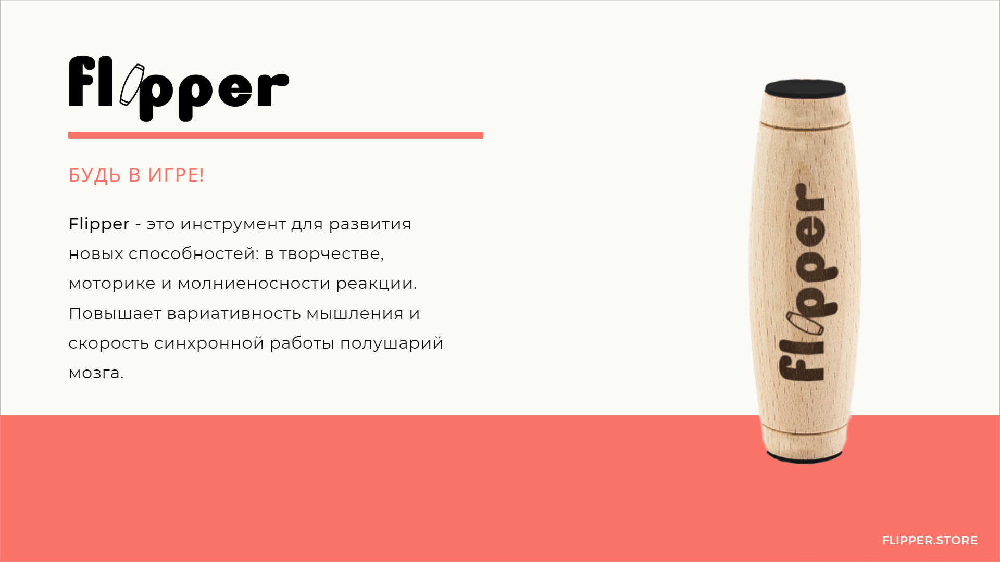 flipper
БУДЬ В ИГРЕ!
Flipper - это инструмент для развития
новых способностей: в творчестве,
моторике и молниеносности реакции.
Повышает вариативность мышления и
скорость синхронной работы полушарий
мозга.
flipper
FLIPPER.STORE